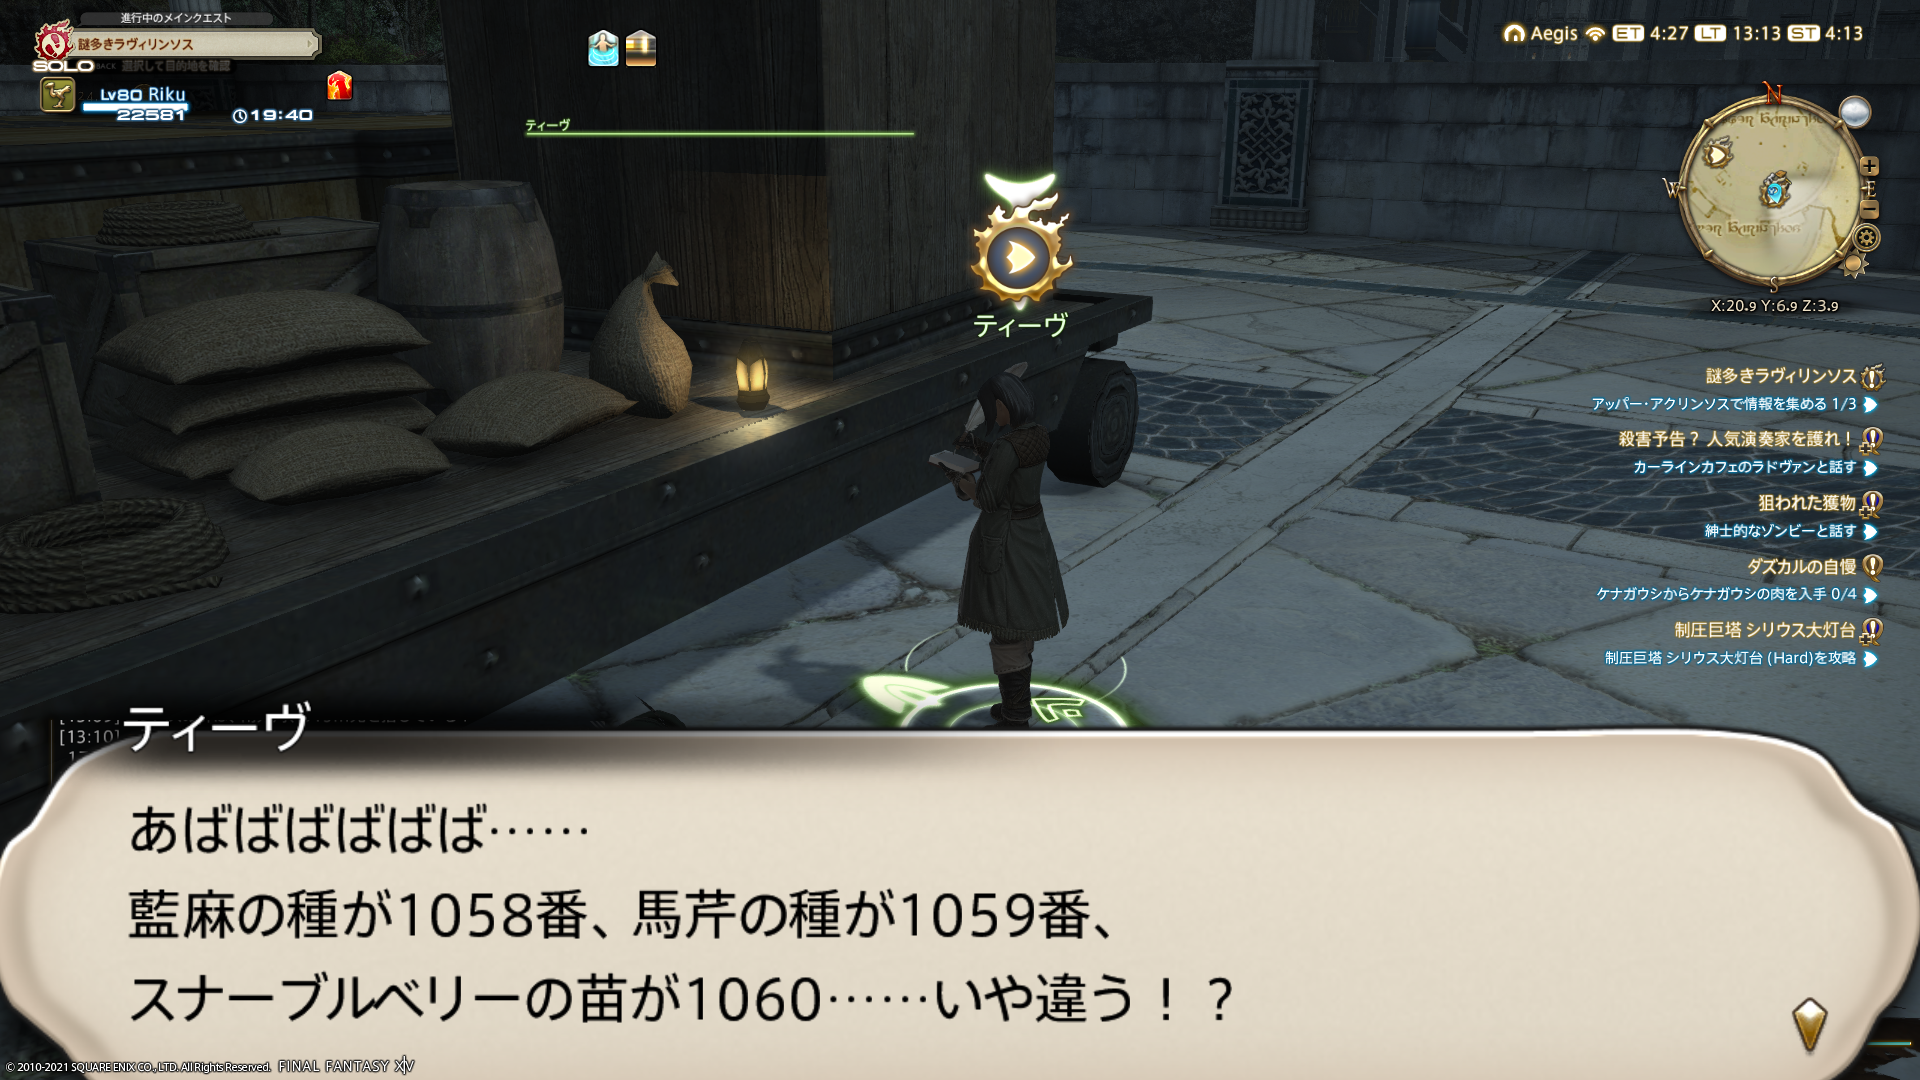 進行中のメインクエスト
謎多きラヴィリンソス
選択して目的地を確認
SOLO
Lv80 Riku
22581
19:40
ティーヴ
Aegis ET 4:27 LT 13:13 ST 4:13
N
W
E
S
X:20.9 Y:6.9 Z:3.9
ティーヴ
謎多きラヴィリンソス
アッパー・アクリンソスで情報を集める 1/3
殺害予告？ 人気演奏家を護れ！
カーラインカフェのラドヴァンと話す
狙われた獲物
紳士的なゾンビーと話す
ダズカルの自慢
ケナガウシからケナガウシの肉を入手 0/4
制圧巨塔 シリウス大灯台
制圧巨塔 シリウス大灯台 (Hard)を攻略
[13:10]
ティーヴ
あばばばばばば……
藍麻の種が1058番、馬芹の種が1059番、
スナーブルベリーの苗が1060……いや違う！？
© 2010-2021 SQUARE ENIX CO., LTD. All Rights Reserved. FINAL FANTASY XIV